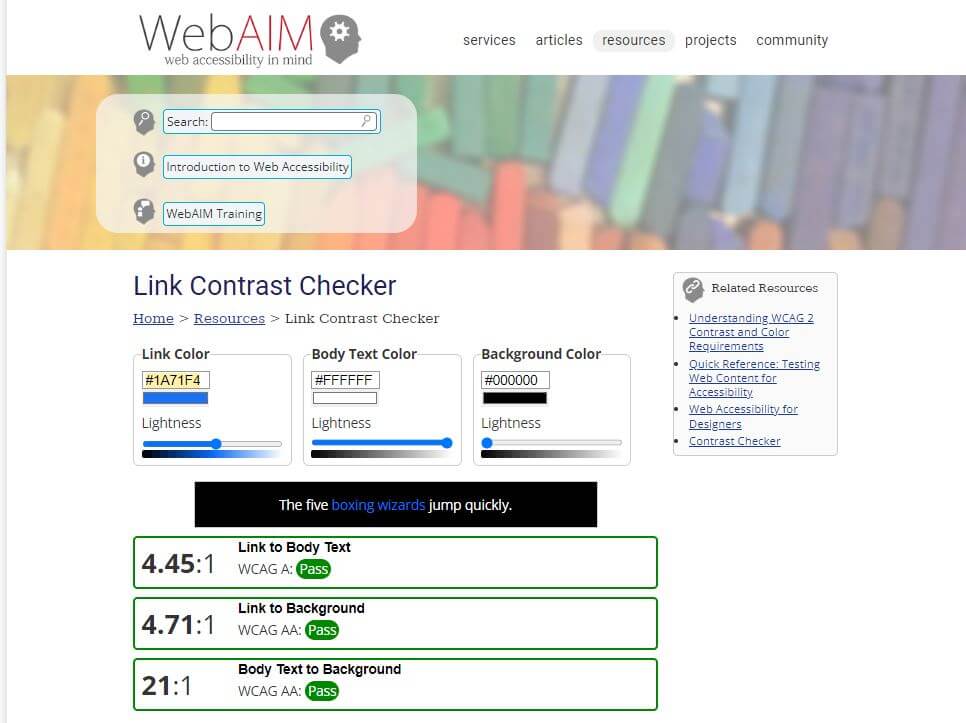 WebAIM
web accessibility in mind
services articles resources projects community
Search:
Introduction to Web Accessibility
WebAIM Training
Link Contrast Checker
Home > Resources > Link Contrast Checker
Link Color
#1A71F4
Lightness
Body Text Color
#FFFFFF
Lightness
Background Color
#000000
Lightness
The five boxing wizards jump quickly.
4.45:1
Link to Body Text
WCAG A: Pass
4.71:1
Link to Background
WCAG AA: Pass
21:1
Body Text to Background
WCAG AA: Pass
Related Resources
Understanding WCAG 2
Contrast and Color
Requirements
Quick Reference: Testing
Web Content for
Accessibility
Web Accessibility for
Designers
Contrast Checker